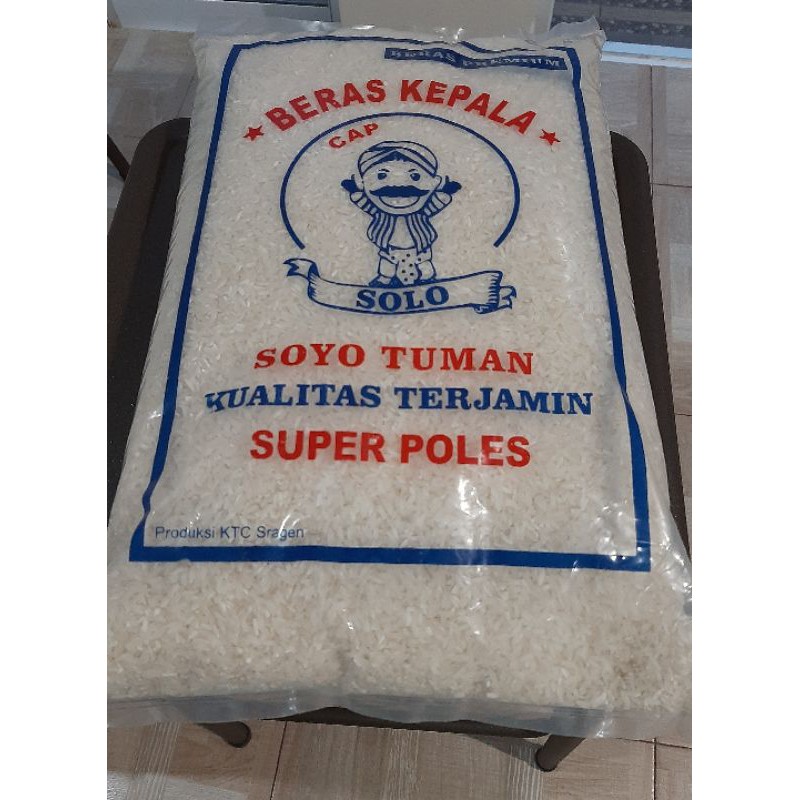 BERAS PREMIUM
BERAS KEPALA
CAP
SOLO
SOYO TUMAN
KUALITAS TERJAMIN
SUPER POLES
Produksi KTC Sragen